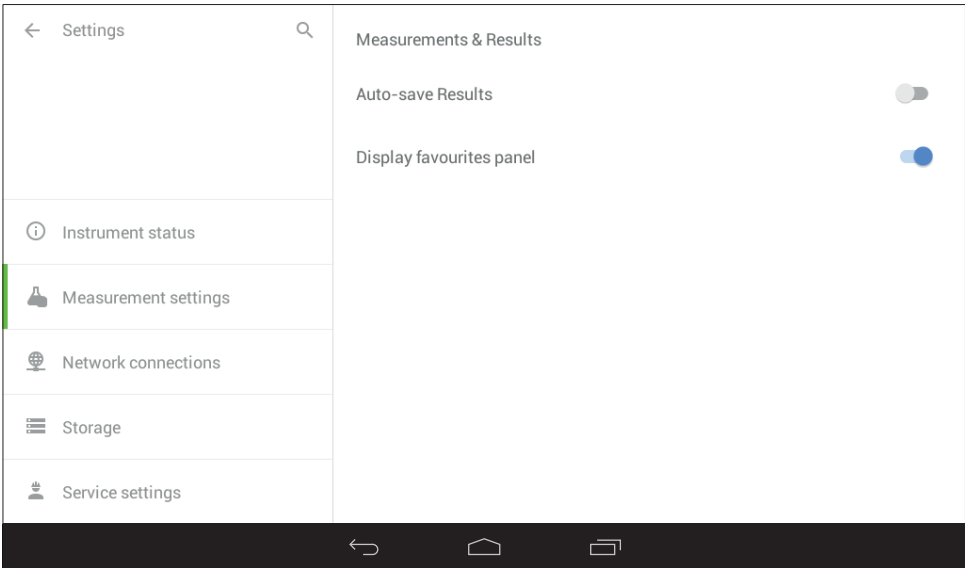 Settings
Measurements & Results
Auto-save Results
Display favourites panel
Instrument status
Measurement settings
Network connections
Storage
Service settings